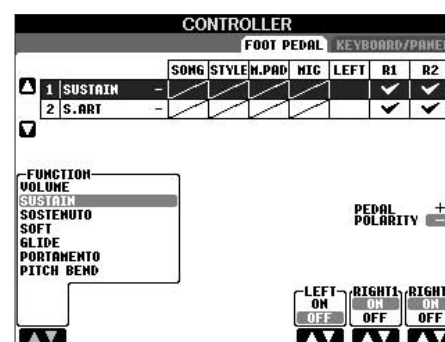 CONTROLLER
FOOT PEDAL KEYBOARD/PANEL
SONG STYLE M.PAD MIC LEFT R1 R2
1 SUSTAIN −
2 S.ART −
FUNCTION
VOLUME
SUSTAIN
SOSTENUTO
SOFT
GLIDE
PORTAMENTO
PITCH BEND
PEDAL +
POLARITY −
LEFT RIGHT1 RIGHT
ON ON ON
OFF OFF OFF